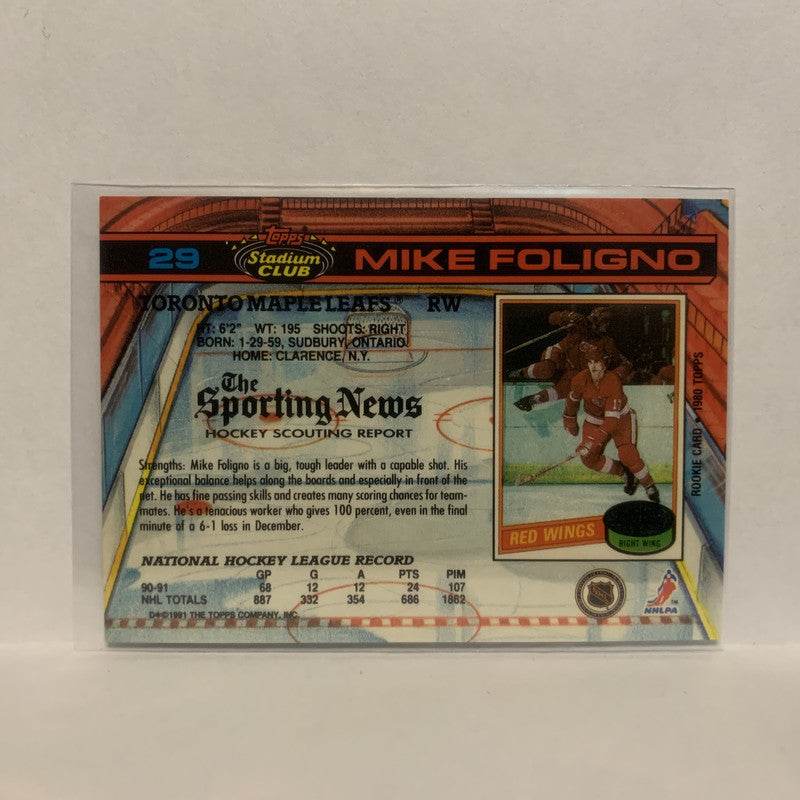 29
Topps
Stadium
CLUB
MIKE FOLIGNO
TORONTO MAPLE LEAFS® RW
HT: 6'2" WT: 195 SHOOTS: RIGHT
BORN: 1-29-59, SUDBURY, ONTARIO
HOME: CLARENCE, N.Y.
The
Sporting News
HOCKEY SCOUTING REPORT
Strengths: Mike Foligno is a big, tough leader with a capable shot. His
exceptional balance helps along the boards and especially in front of the
net. He has fine passing skills and creates many scoring chances for team-
mates. He's a tenacious worker who gives 100 percent, even in the final
minute of a 6-1 loss in December.
NATIONAL HOCKEY LEAGUE RECORD
GP G A PTS PIM
90-91 68 12 12 24 107
NHL TOTALS 887 332 354 686 1862
D4©1991 THE TOPPS COMPANY, INC.
RED WINGS
RIGHT WING
ROOKIE CARD • 1980 TOPPS
NHLPA™